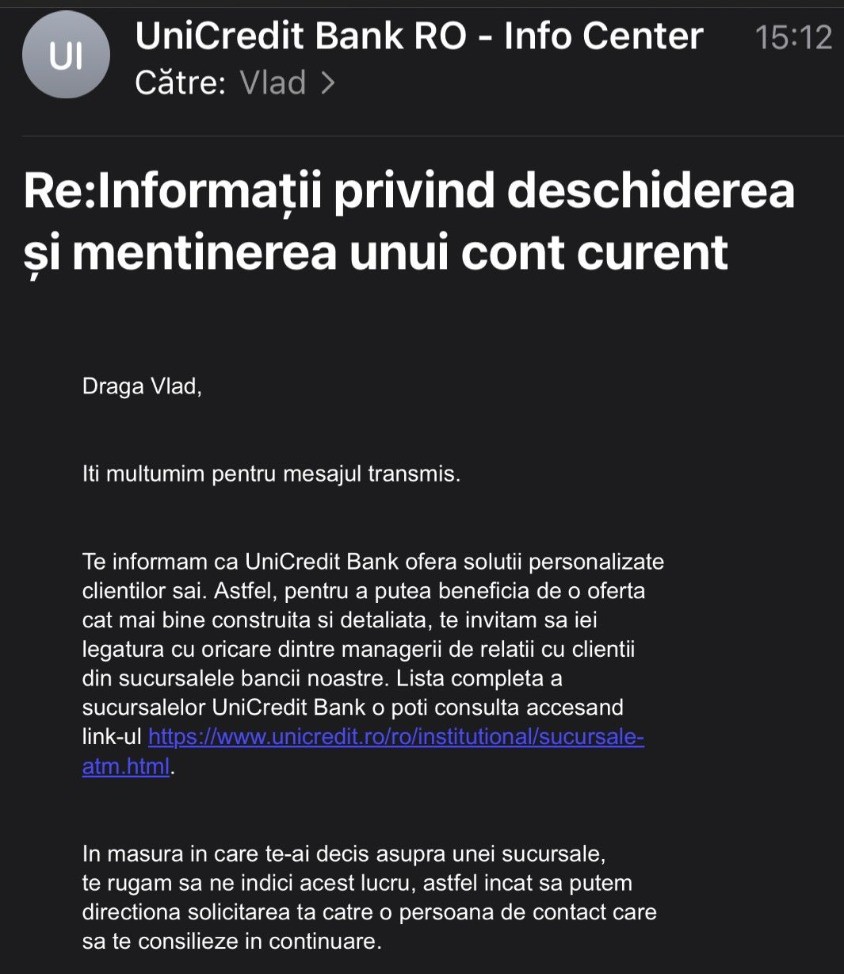 UI
UniCredit Bank RO - Info Center
15:12
Către: Vlad >
Re:Informații privind deschiderea
și mentinerea unui cont curent
Draga Vlad,
Iti multumim pentru mesajul transmis.
Te informam ca UniCredit Bank ofera solutii personalizate
clientilor sai. Astfel, pentru a putea beneficia de o oferta
cat mai bine construita si detaliata, te invitam sa iei
legatura cu oricare dintre managerii de relatii cu clientii
din sucursalele bancii noastre. Lista completa a
sucursalelor UniCredit Bank o poti consulta accesand
link-ul https://www.unicredit.ro/ro/institutional/sucursale-
atm.html.
In masura in care te-ai decis asupra unei sucursale,
te rugam sa ne indici acest lucru, astfel incat sa putem
directiona solicitarea ta catre o persoana de contact care
sa te consilieze in continuare.